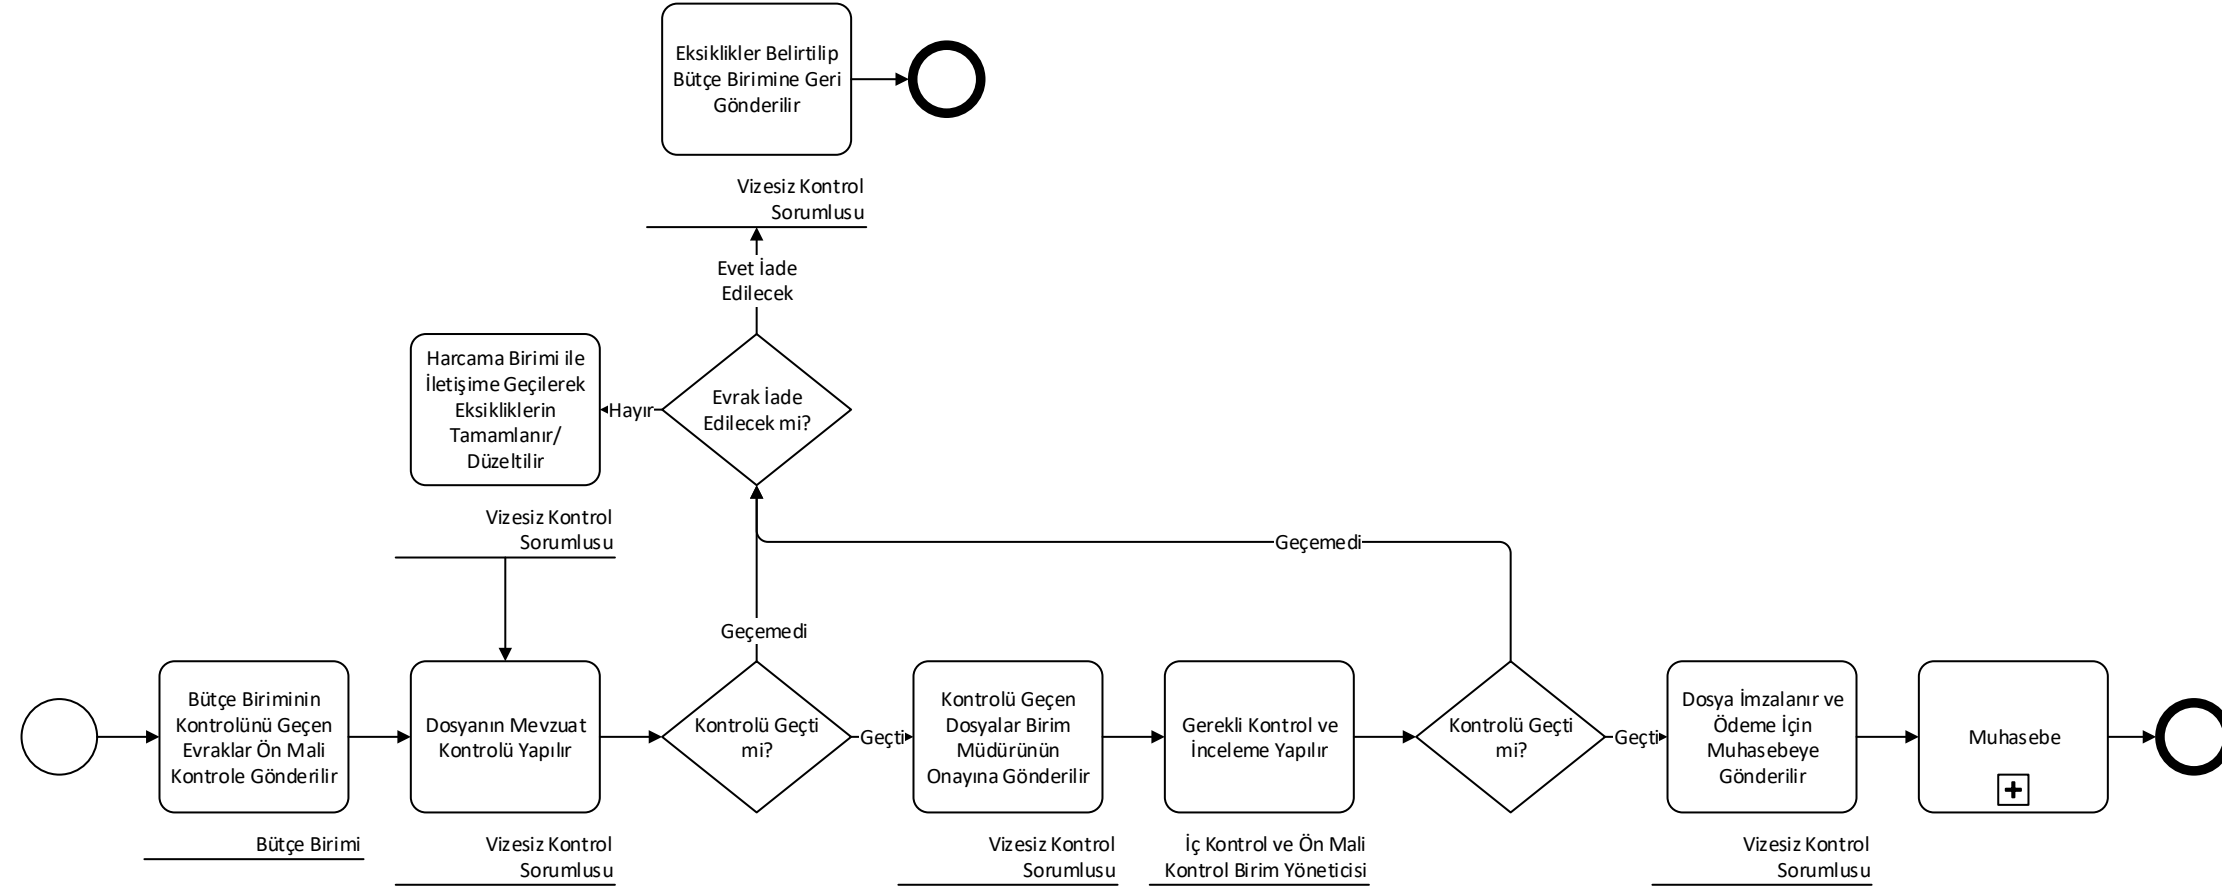 Eksiklikler Belirtilip
Bütçe Birimine Geri
Gönderilir
Vizesiz Kontrol
Sorumlusu
Evet İade
Edilecek
Harcama Birimi ile
İletişime Geçilerek
Eksikliklerin
Tamamlanır/
Düzeltilir
Hayır
Evrak İade
Edilecek mi?
Vizesiz Kontrol
Sorumlusu
Geçemedi
Geçemedi
Bütçe Biriminin
Kontrolünü Geçen
Evraklar Ön Mali
Kontrole Gönderilir
Bütçe Birimi
Dosyanın Mevzuat
Kontrolü Yapılır
Vizesiz Kontrol
Sorumlusu
Kontrolü Geçti
mi?
Geçti
Kontrolü Geçen
Dosyalar Birim
Müdürünün
Onayına Gönderilir
Vizesiz Kontrol
Sorumlusu
Gerekli Kontrol ve
İnceleme Yapılır
İç Kontrol ve Ön Mali
Kontrol Birim Yöneticisi
Kontrolü Geçti
mi?
Geçti
Dosya İmzalanır ve
Ödeme İçin
Muhasebeye
Gönderilir
Vizesiz Kontrol
Sorumlusu
Muhasebe